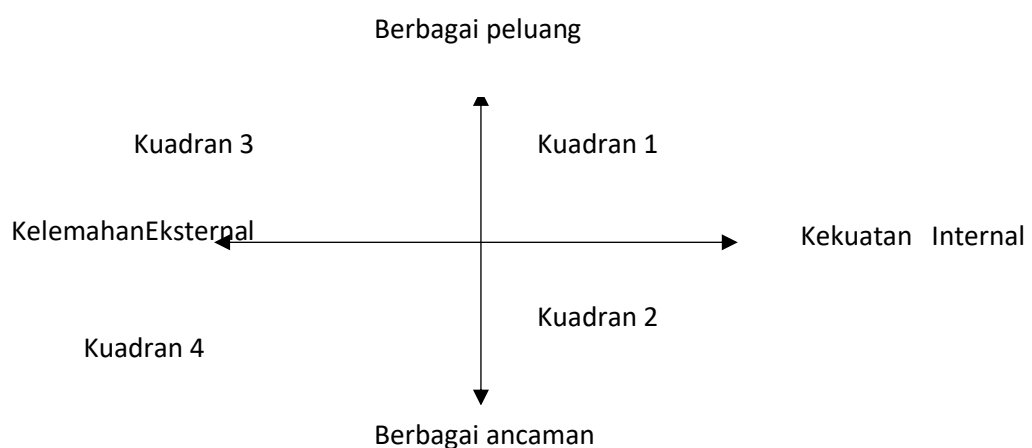 Berbagai peluang
Kuadran 3
Kuadran 1
KelemahanEksternal
Kekuatan Internal
Kuadran 2
Kuadran 4
Berbagai ancaman